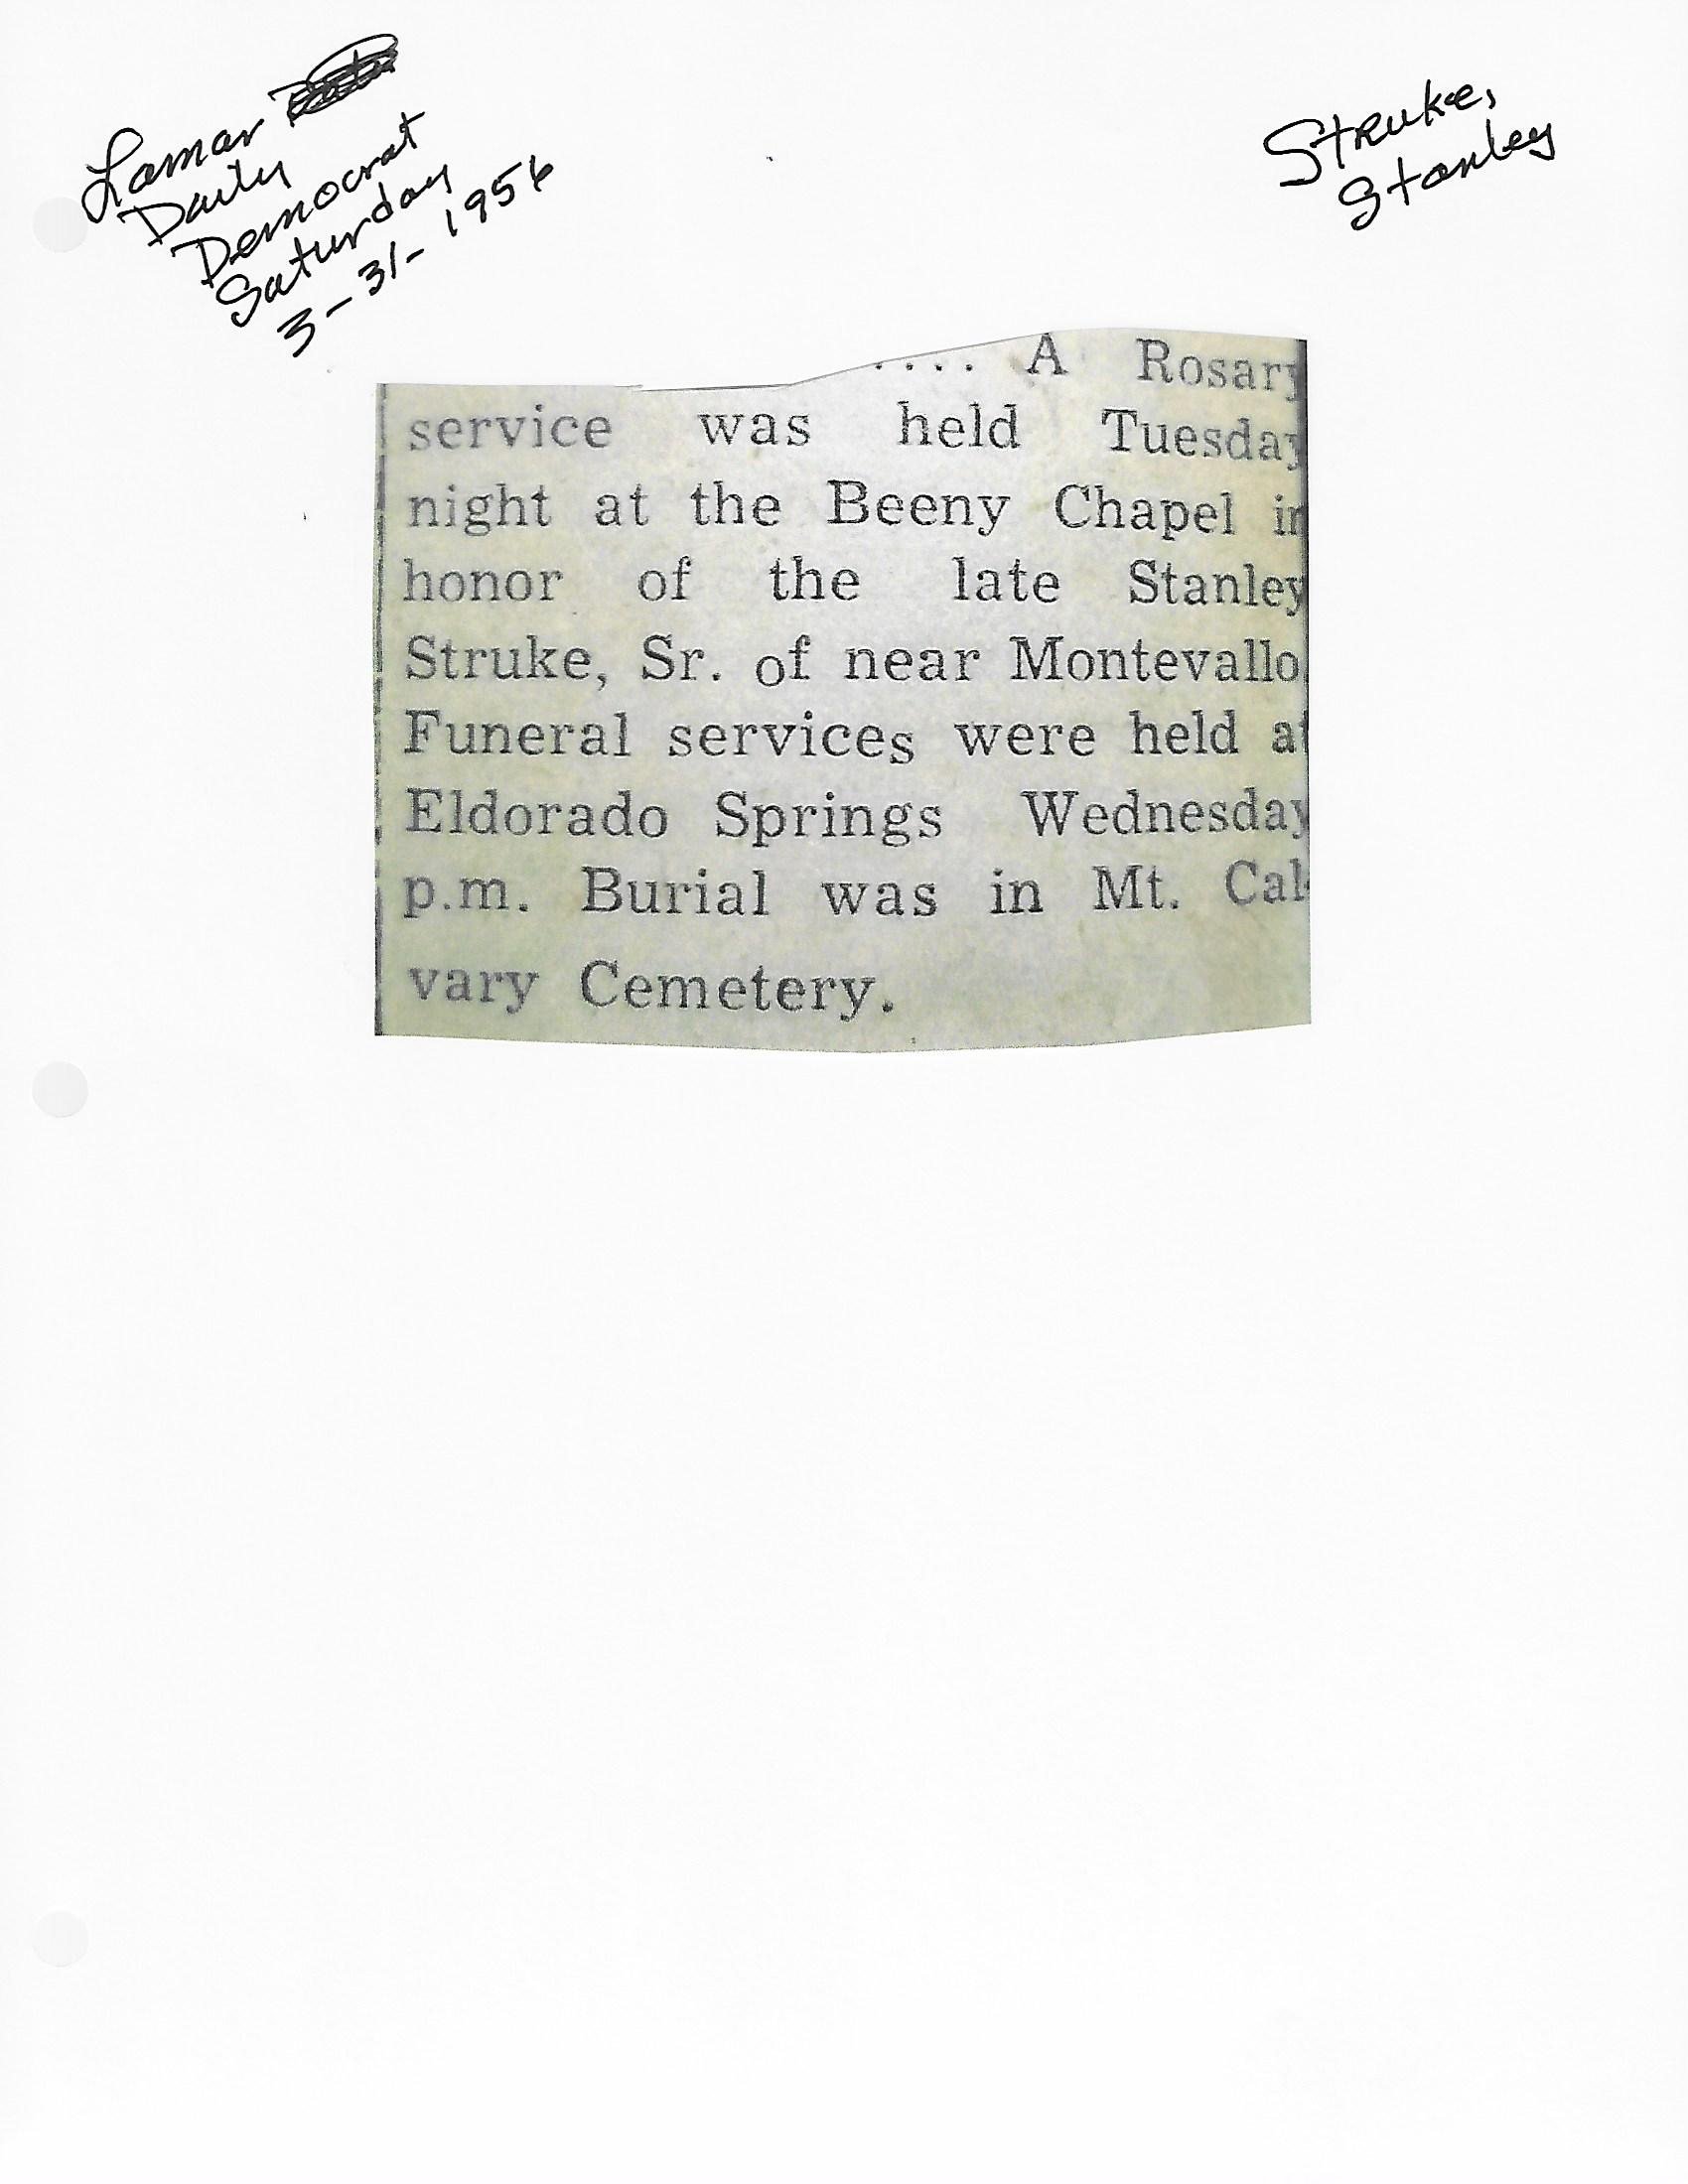 Lamar
Daily
Democrat
Saturday
3-31-1956
Struke,
Stanley
.... A Rosary
service was held Tuesday
night at the Beeny Chapel in
honor of the late Stanley
Struke, Sr. of near Montevallo
Funeral services were held at
Eldorado Springs Wednesday
p.m. Burial was in Mt. Cal-
vary Cemetery.